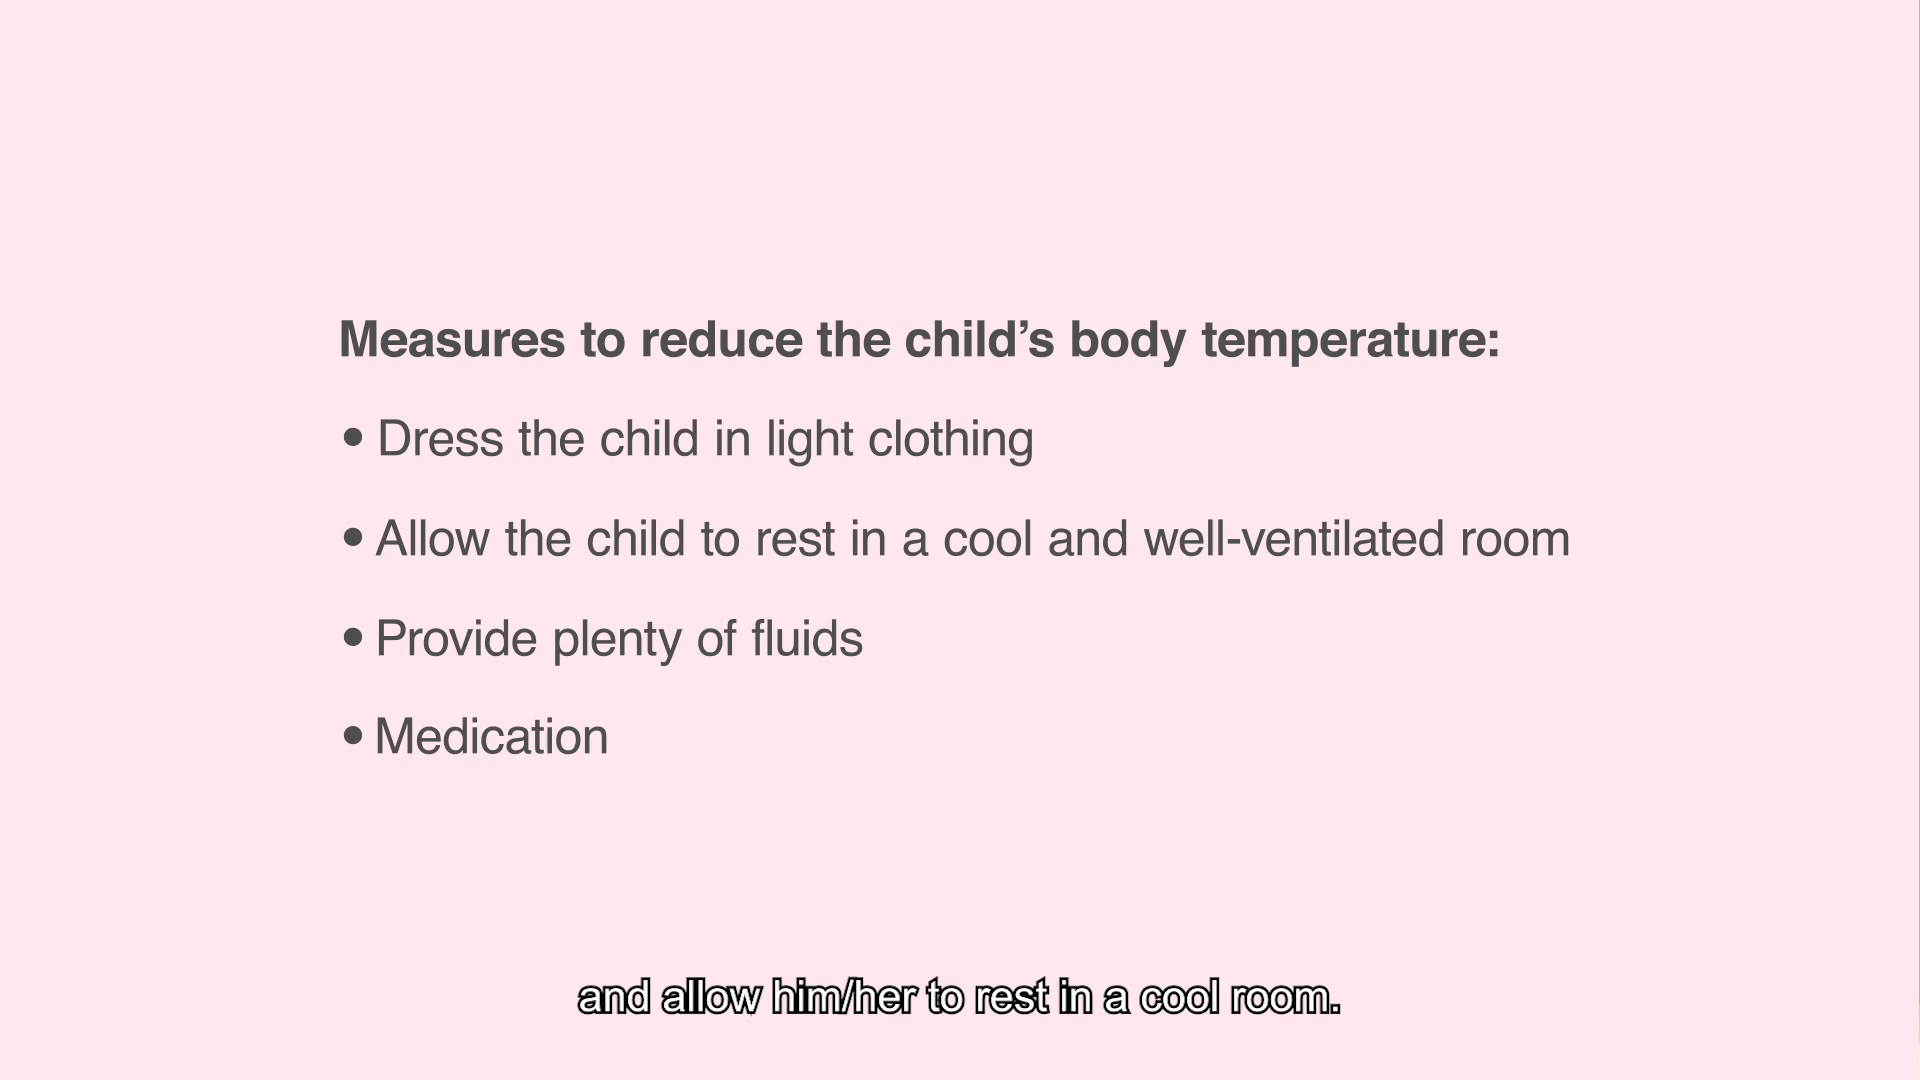 Measures to reduce the child’s body temperature:
• Dress the child in light clothing
• Allow the child to rest in a cool and well-ventilated room
• Provide plenty of fluids
• Medication
and allow him/her to rest in a cool room.